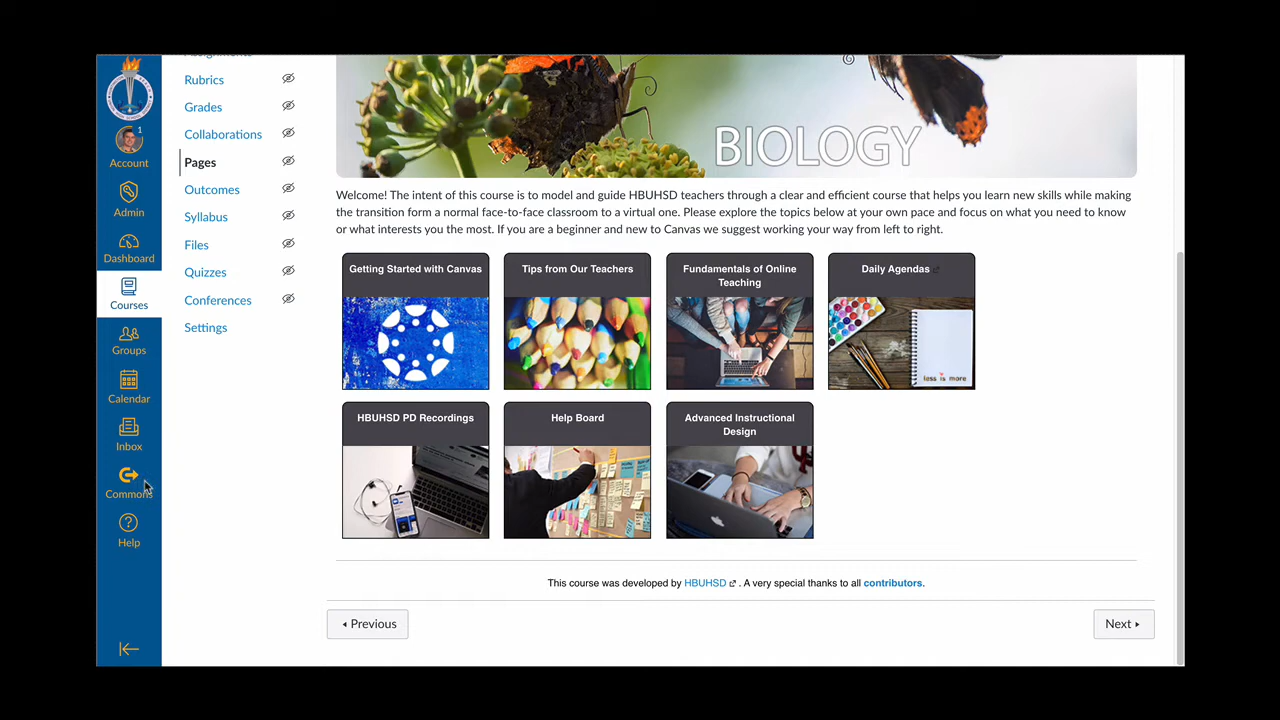 Account
1
Admin
Dashboard
Courses
Groups
Calendar
Inbox
Commons
Help
Rubrics
Grades
Collaborations
Pages
Outcomes
Syllabus
Files
Quizzes
Conferences
Settings
BIOLOGY
Welcome! The intent of this course is to model and guide HBUHSD teachers through a clear and efficient course that helps you learn new skills while making
the transition form a normal face-to-face classroom to a virtual one. Please explore the topics below at your own pace and focus on what you need to know
or what interests you the most. If you are a beginner and new to Canvas we suggest working your way from left to right.
Getting Started with Canvas
Tips from Our Teachers
Fundamentals of Online
Teaching
Daily Agendas
less is more
HBUHSD PD Recordings
Help Board
Advanced Instructional
Design
This course was developed by HBUHSD . A very special thanks to all contributors.
Previous
Next